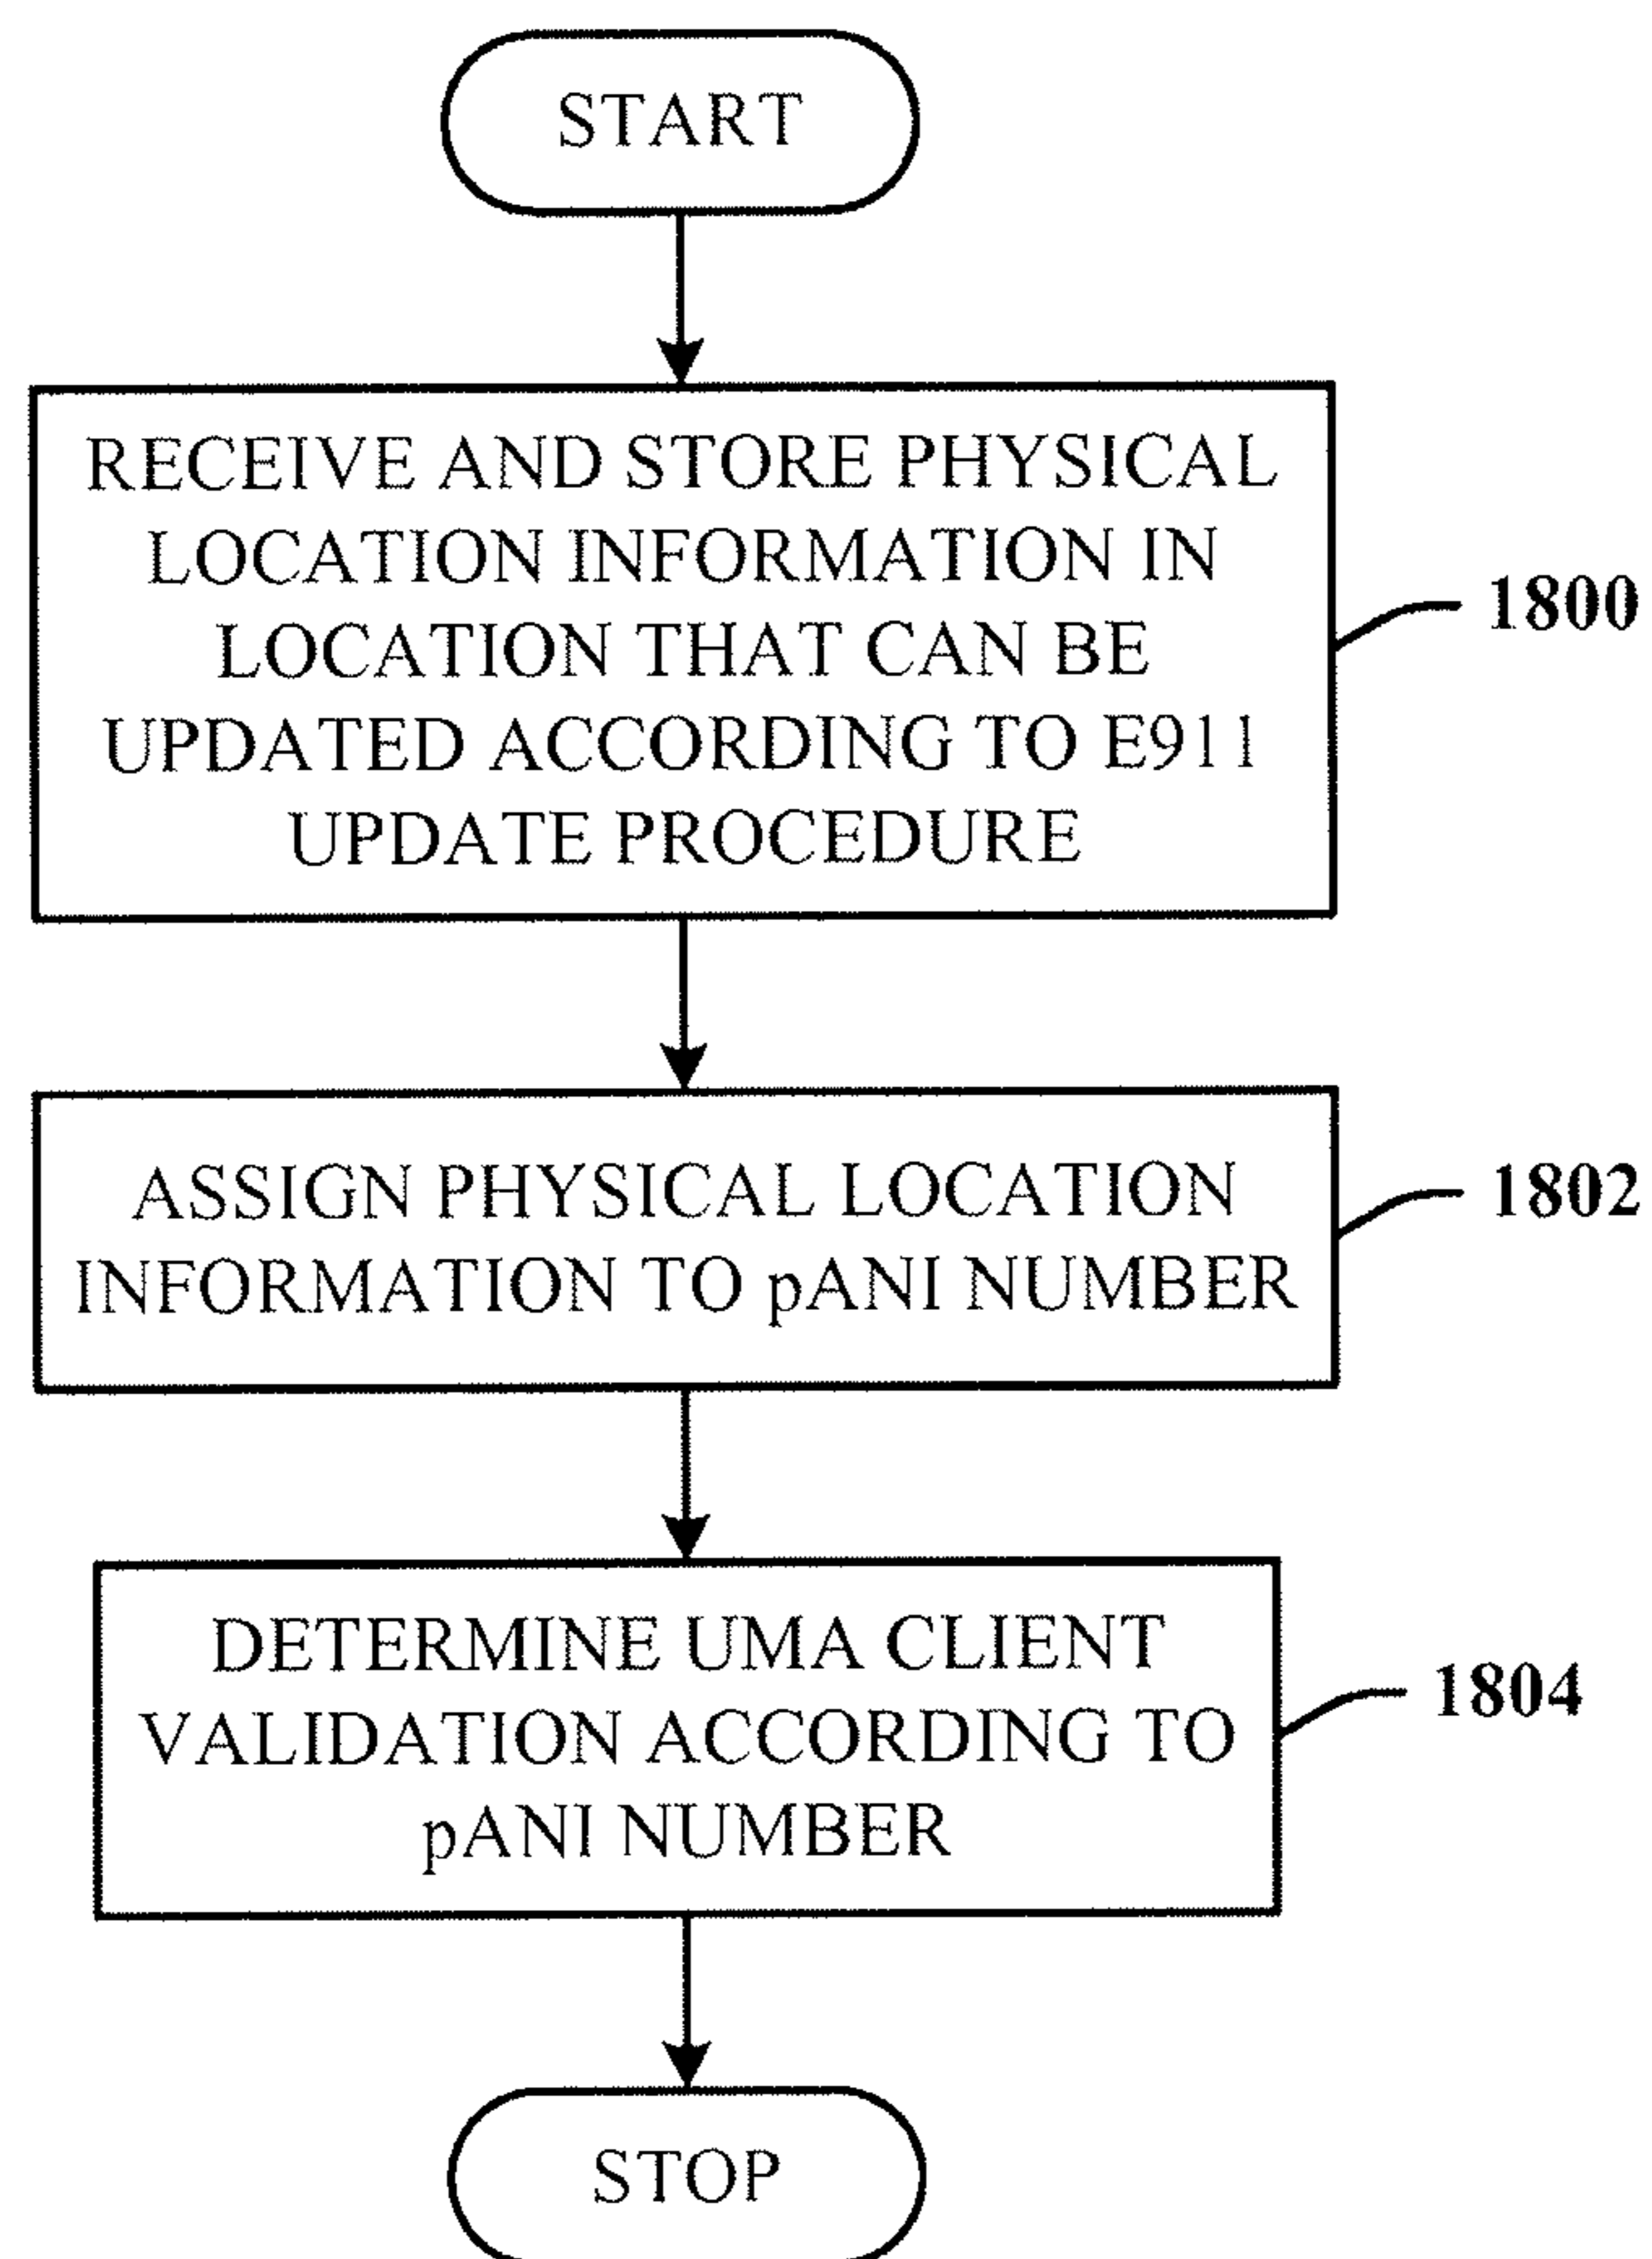 START
RECEIVE AND STORE PHYSICAL
LOCATION INFORMATION IN
LOCATION THAT CAN BE
UPDATED ACCORDING TO E911
UPDATE PROCEDURE
1800
ASSIGN PHYSICAL LOCATION
INFORMATION TO pANI NUMBER
1802
DETERMINE UMA CLIENT
VALIDATION ACCORDING TO
pANI NUMBER
1804
STOP